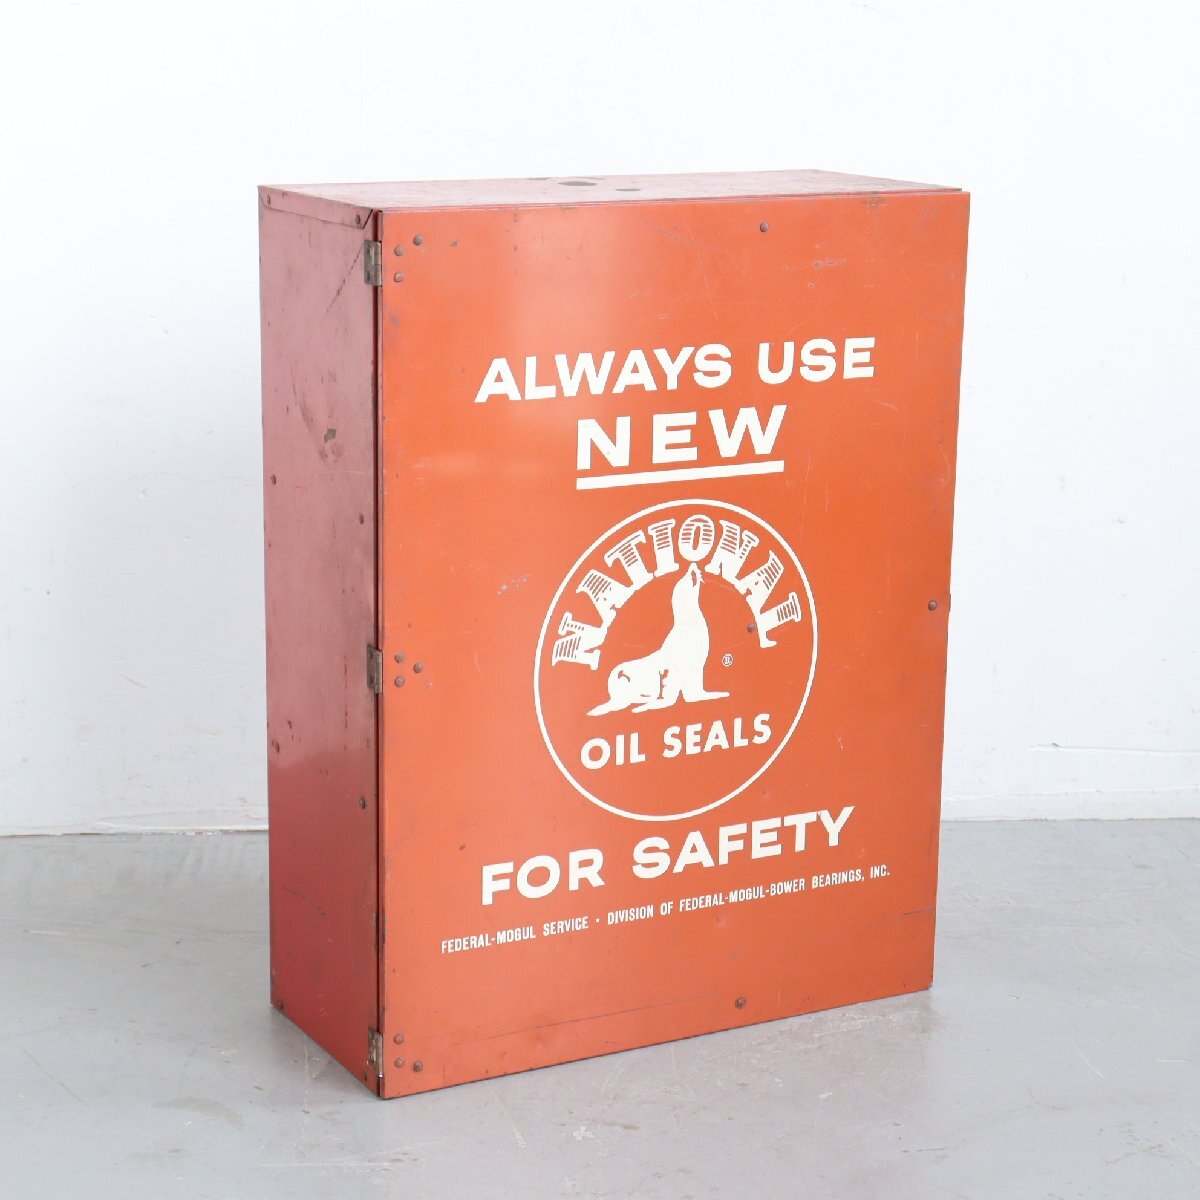 ALWAYS USE
NEW
NATIONAL
®
OIL SEALS
FOR SAFETY
FEDERAL-MOGUL SERVICE · DIVISION OF FEDERAL-MOGUL-BOWER BEARINGS, INC.